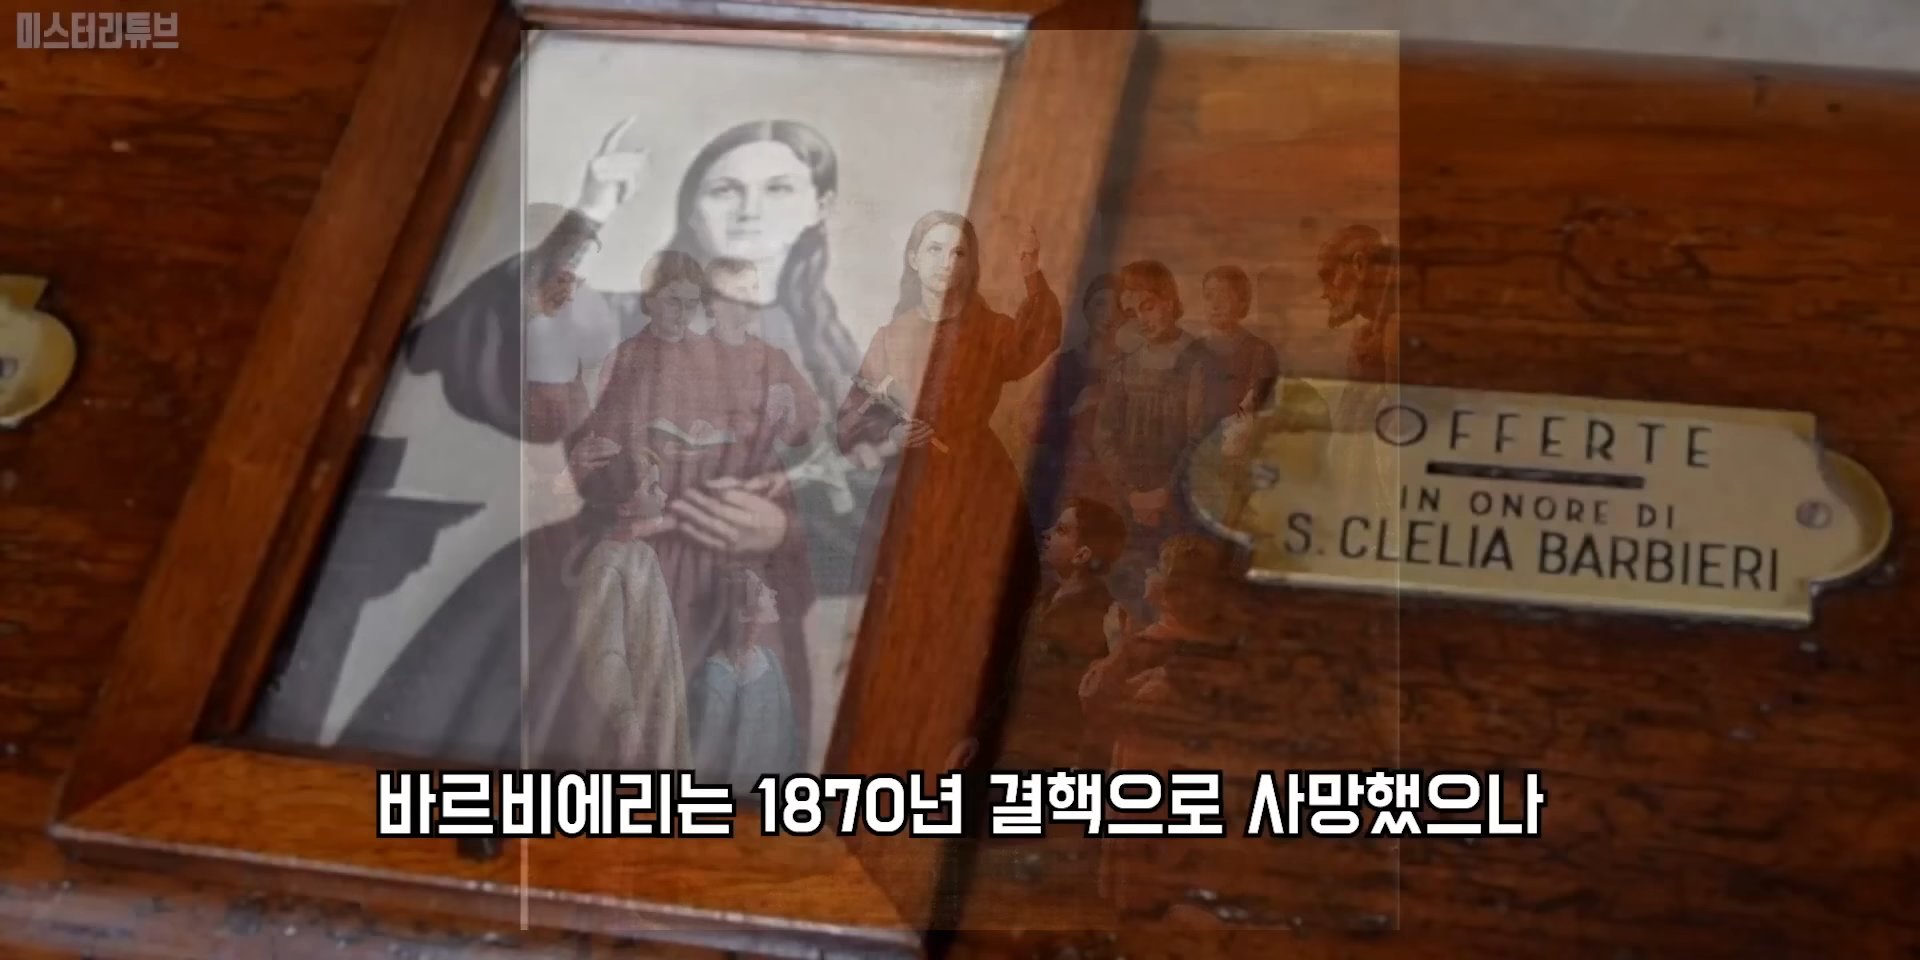 미스터리튜브
OFFERTE
IN ONORE DI
S. CLELIA BARBIERI
바르비에리는 1870년 결핵으로 사망했으나